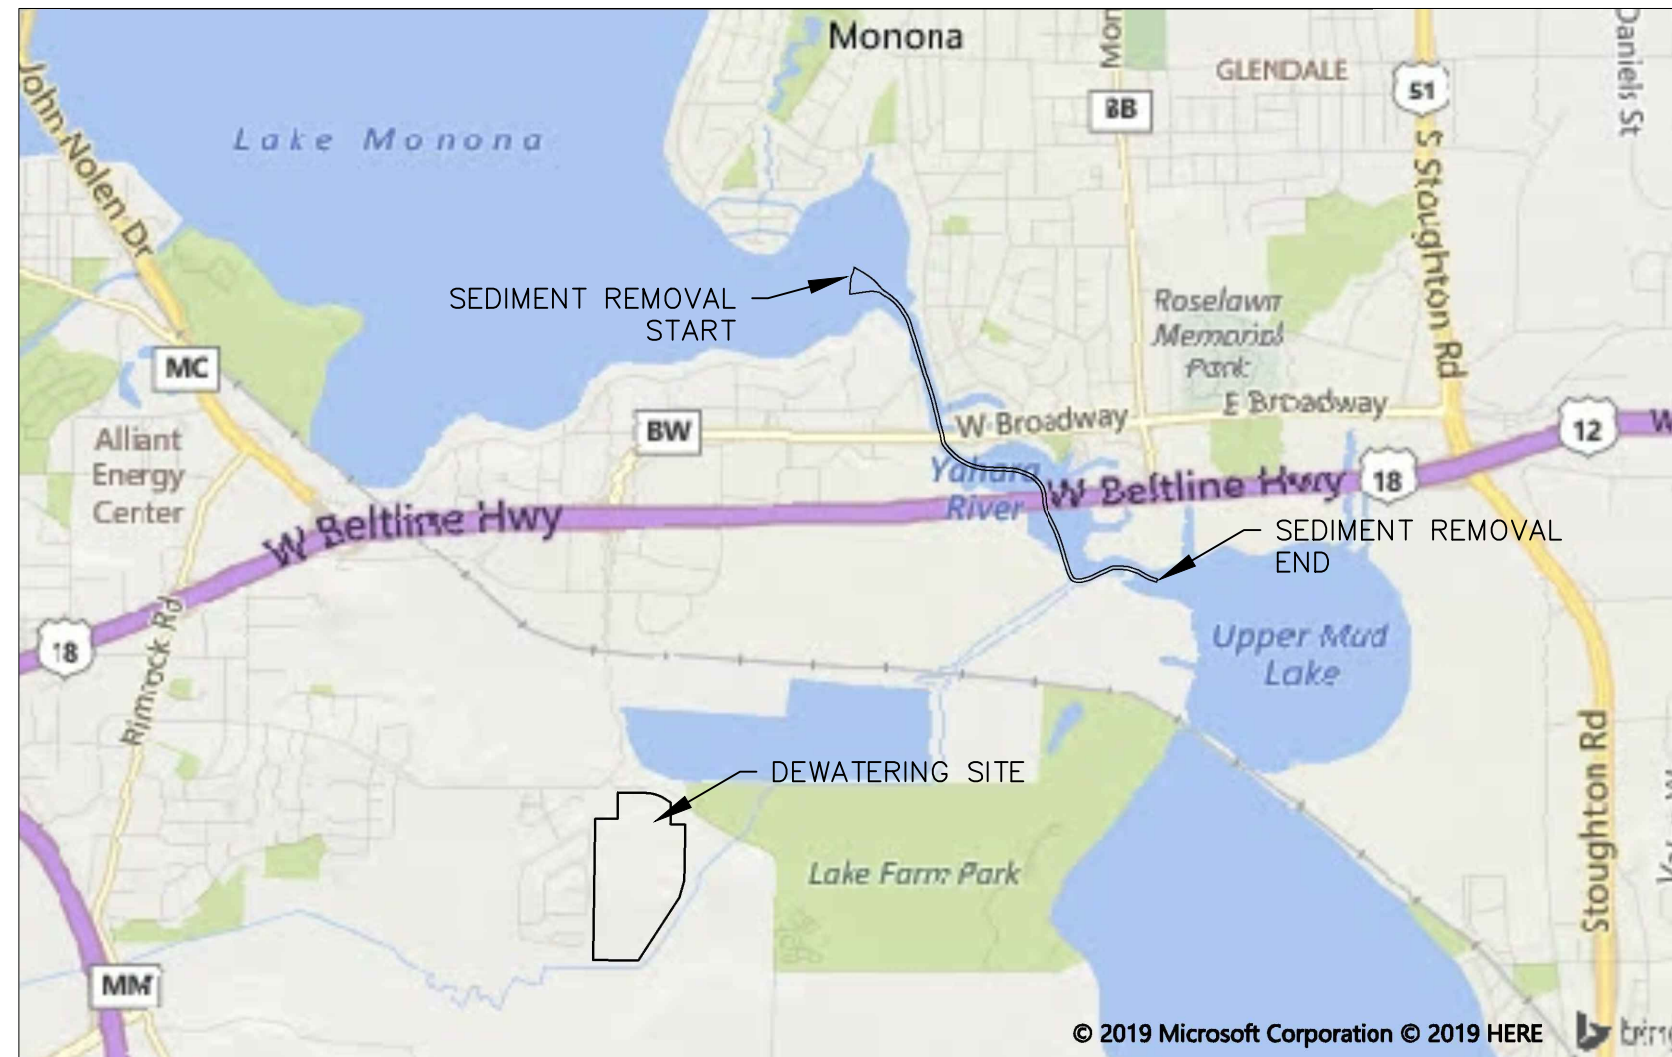 Monona
Mon
GLENDALE
51
Daniels St
BB
John Nolen Dr
Lake Monona
S Stoughton Rd
SEDIMENT REMOVAL
START
Roselawn
Memorial
Park
MC
E Broadway
W Broadway
BW
12
W
Alliant
Energy
Center
Yahara
River
18
W Beltline Hwy
W Beltline Hwy
SEDIMENT REMOVAL
END
18
Rimrock Rd
Upper Mud
Lake
DEWATERING SITE
Stoughton Rd
Lake Farm Park
MM
© 2019 Microsoft Corporation © 2019 HERE